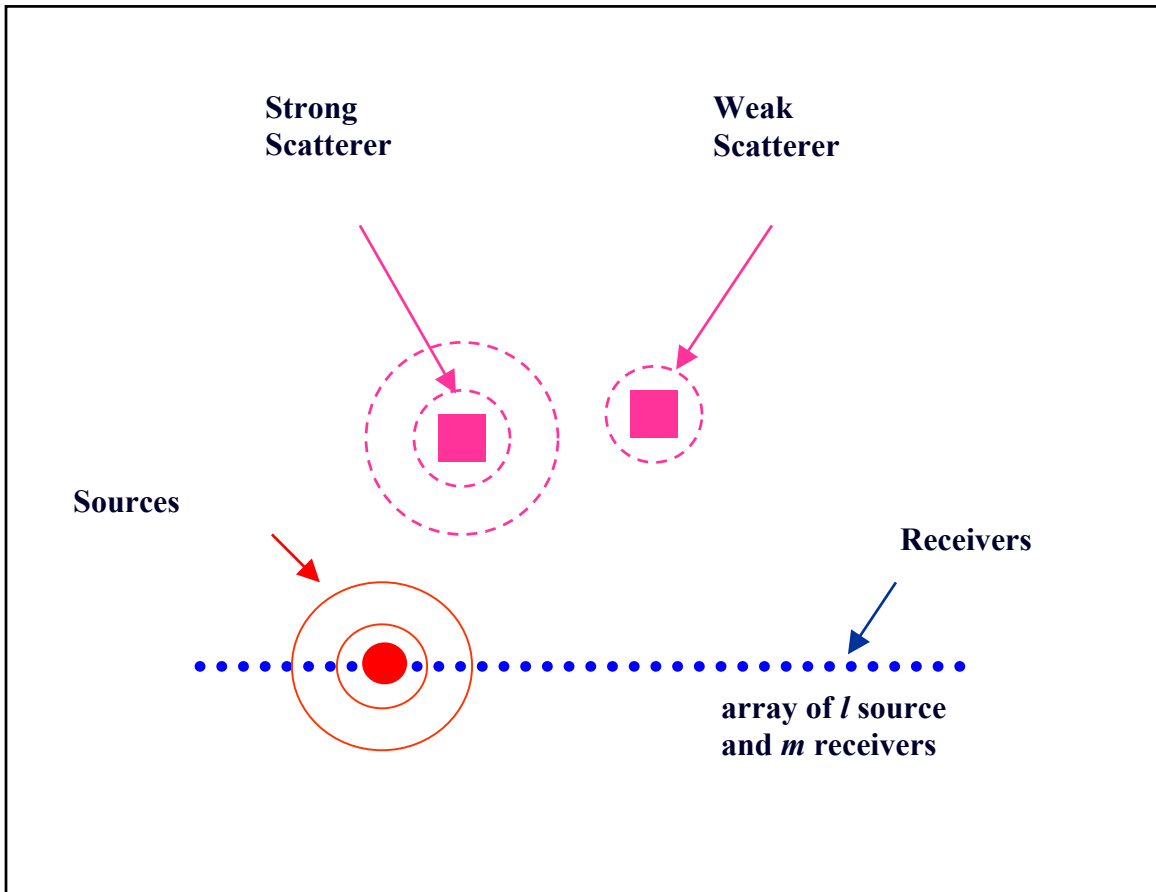 Strong
Scatterer
Weak
Scatterer
Sources
Receivers
array of l source
and m receivers